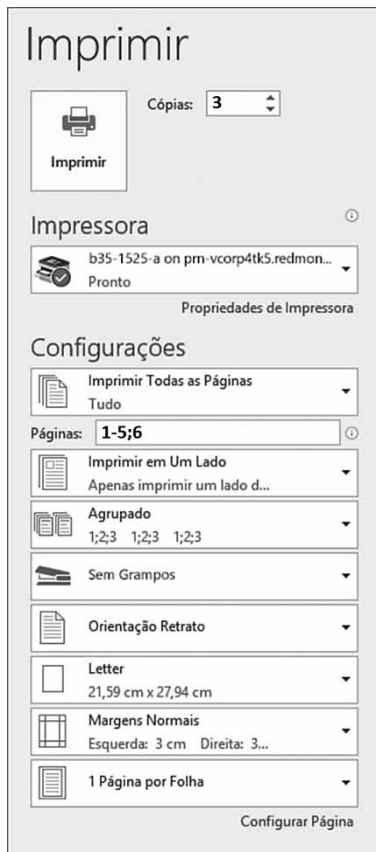 Imprimir
Cópias: 3
Imprimir
Impressora
b35-1525-a on prn-vcorp4tk5.redmon...
Pronto
Propriedades de Impressora
Configurações
Imprimir Todas as Páginas
Tudo
Páginas: 1-5;6
Imprimir em Um Lado
Apenas imprimir um lado d...
Agrupado
1;2;3 1;2;3 1;2;3
Sem Grampos
Orientação Retrato
Letter
21,59 cm x 27,94 cm
Margens Normais
Esquerda: 3 cm Direita: 3...
1 Página por Folha
Configurar Página